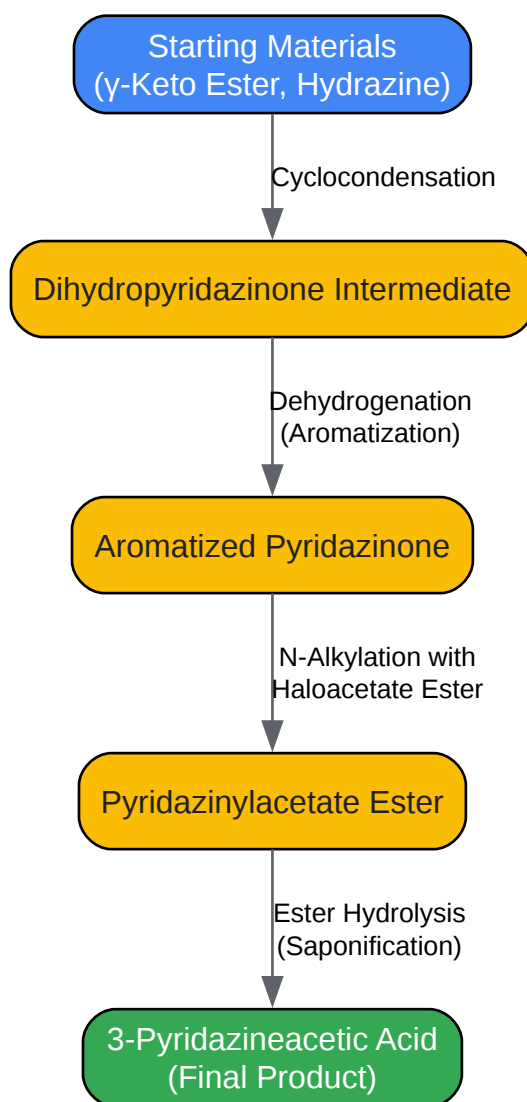 Starting Materials
(γ-Keto Ester, Hydrazine)
Cyclocondensation
Dihydropyridazinone Intermediate
Dehydrogenation
(Aromatization)
Aromatized Pyridazinone
N-Alkylation with
Haloacetate Ester
Pyridazinylacetate Ester
Ester Hydrolysis
(Saponification)
3-Pyridazineacetic Acid
(Final Product)